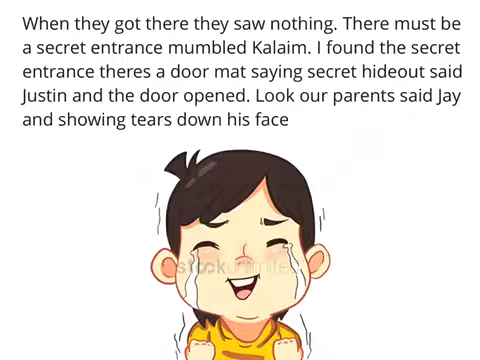 When they got there they saw nothing. There must be
a secret entrance mumbled Kalaim. I found the secret
entrance theres a door mat saying secret hideout said
Justin and the door opened. Look our parents said Jay
and showing tears down his face
stockunlimited